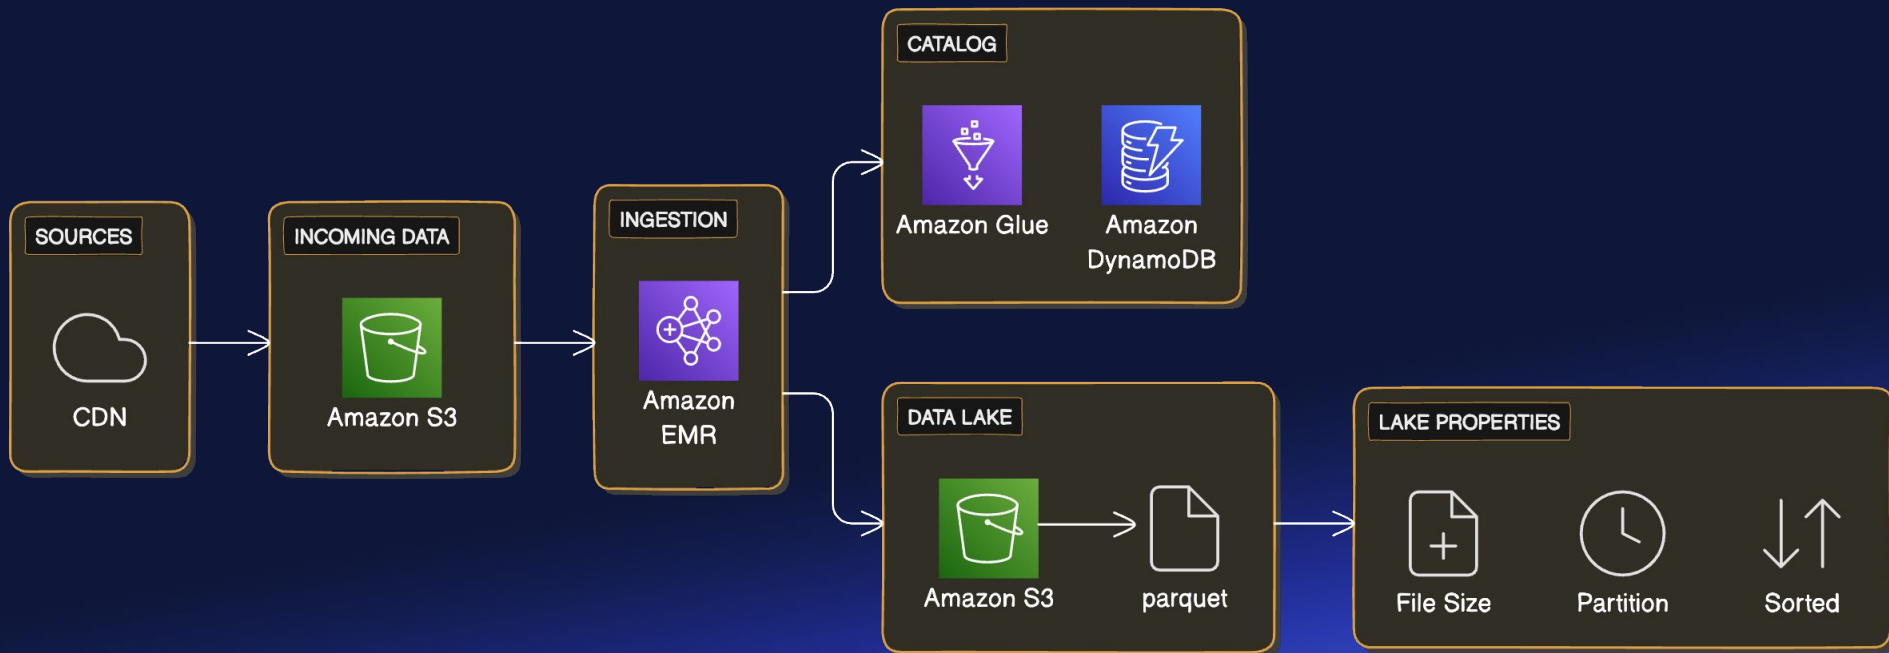 SOURCES
CDN
INCOMING DATA
Amazon S3
INGESTION
Amazon
EMR
CATALOG
Amazon Glue
Amazon
DynamoDB
DATA LAKE
Amazon S3
parquet
LAKE PROPERTIES
File Size
Partition
Sorted